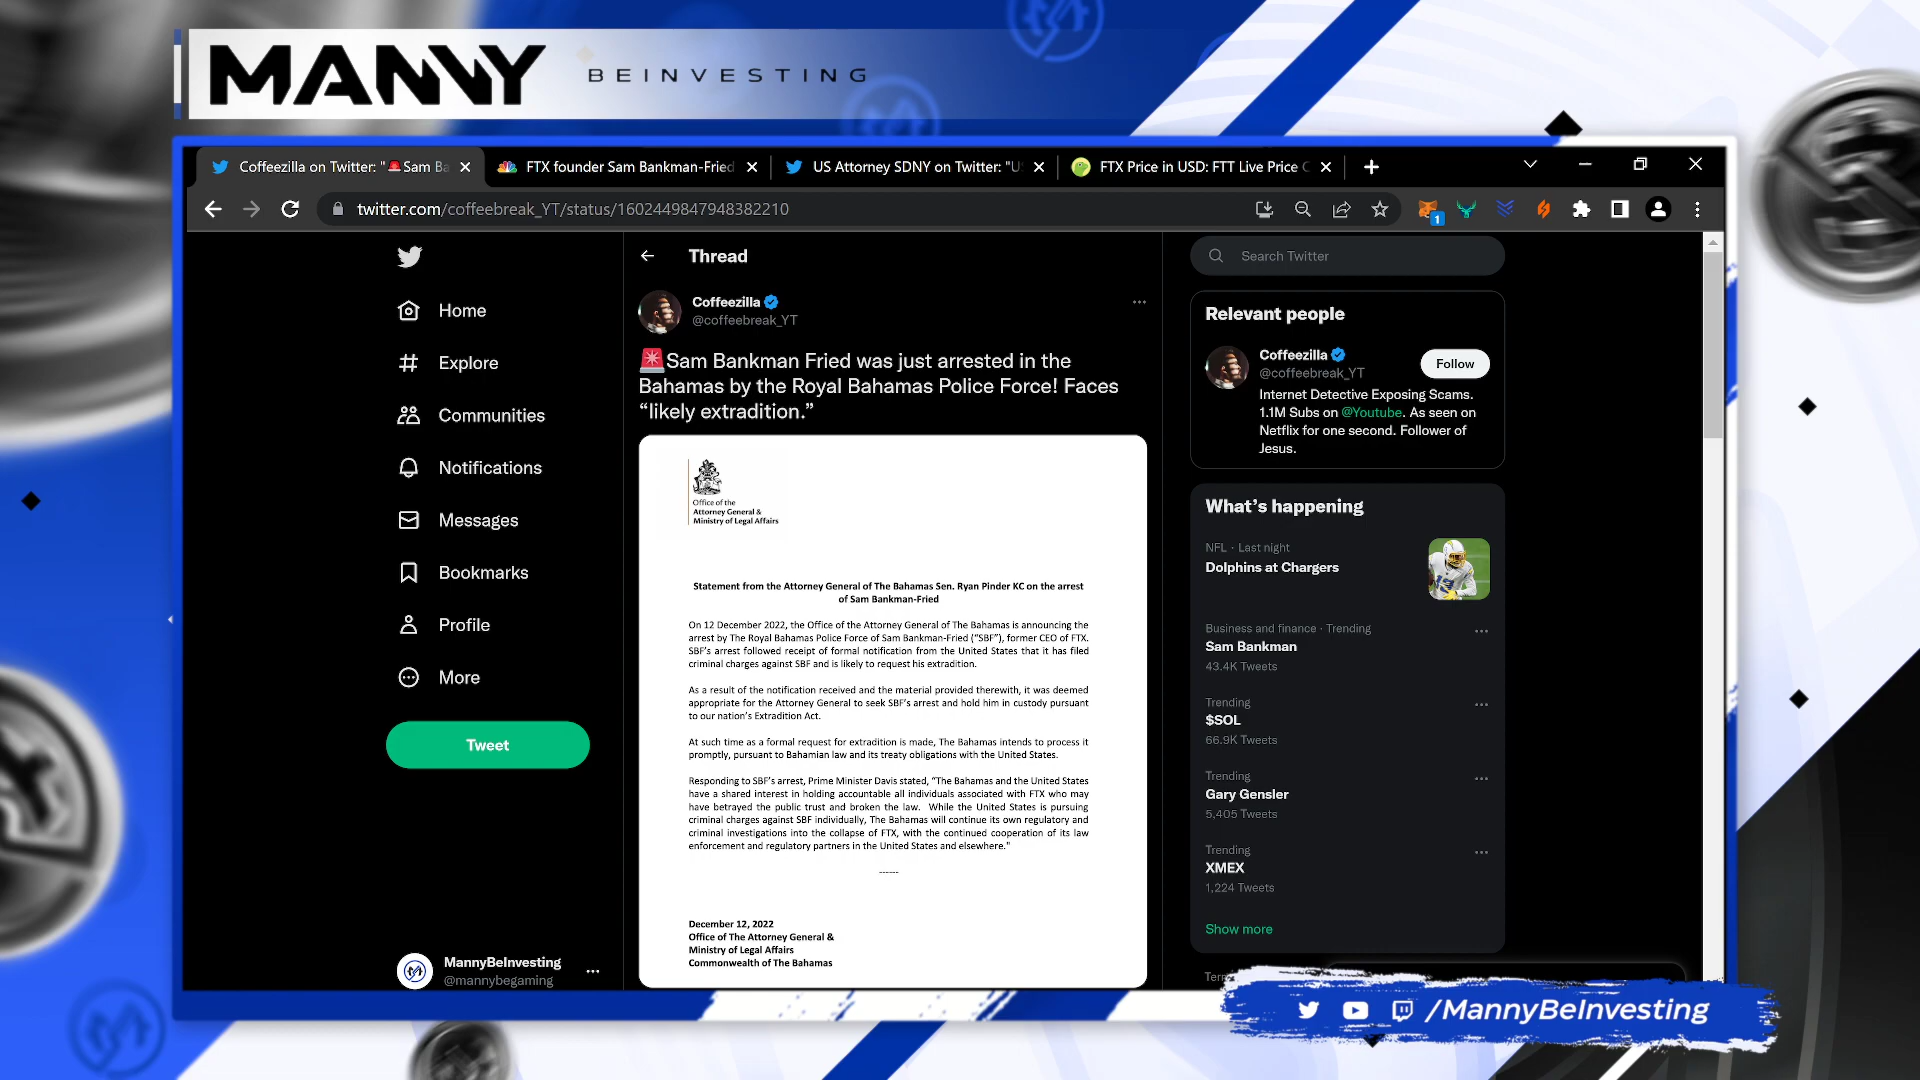 MANNY
BEINVESTING
Coffeezilla on Twitter: "🚨Sam Ba
FTX founder Sam Bankman-Fried
US Attorney SDNY on Twitter: "U
FTX Price in USD: FTT Live Price C
twitter.com/coffeebreak_YT/status/1602449847948382210
1
Home
Explore
Communities
Notifications
Messages
Bookmarks
Profile
More
Tweet
MannyBeInvesting
@mannybegaming
Thread
Coffeezilla
@coffeebreak_YT
🚨Sam Bankman Fried was just arrested in the
Bahamas by the Royal Bahamas Police Force! Faces
“likely extradition.”
Office of the
Attorney General &
Ministry of Legal Affairs
Statement from the Attorney General of The Bahamas Sen. Ryan Pinder KC on the arrest
of Sam Bankman-Fried
On 12 December 2022, the Office of the Attorney General of The Bahamas is announcing the
arrest by The Royal Bahamas Police Force of Sam Bankman-Fried (“SBF”), former CEO of FTX.
SBF’s arrest followed receipt of formal notification from the United States that it has filed
criminal charges against SBF and is likely to request his extradition.
As a result of the notification received and the material provided therewith, it was deemed
appropriate for the Attorney General to seek SBF’s arrest and hold him in custody pursuant
to our nation’s Extradition Act.
At such time as a formal request for extradition is made, The Bahamas intends to process it
promptly, pursuant to Bahamian law and its treaty obligations with the United States.
Responding to SBF’s arrest, Prime Minister Davis stated, “The Bahamas and the United States
have a shared interest in holding accountable all individuals associated with FTX who may
have betrayed the public trust and broken the law. While the United States is pursuing
criminal charges against SBF individually, The Bahamas will continue its own regulatory and
criminal investigations into the collapse of FTX, with the continued cooperation of its law
enforcement and regulatory partners in the United States and elsewhere.”
------
December 12, 2022
Office of The Attorney General &
Ministry of Legal Affairs
Commonwealth of The Bahamas
Search Twitter
Relevant people
Coffeezilla
@coffeebreak_YT
Follow
Internet Detective Exposing Scams.
1.1M Subs on @Youtube. As seen on
Netflix for one second. Follower of
Jesus.
What’s happening
NFL · Last night
Dolphins at Chargers
Business and finance · Trending
Sam Bankman
43.4K Tweets
Trending
$SOL
66.9K Tweets
Trending
Gary Gensler
5,405 Tweets
Trending
XMEX
1,224 Tweets
Show more
/MannyBeInvesting